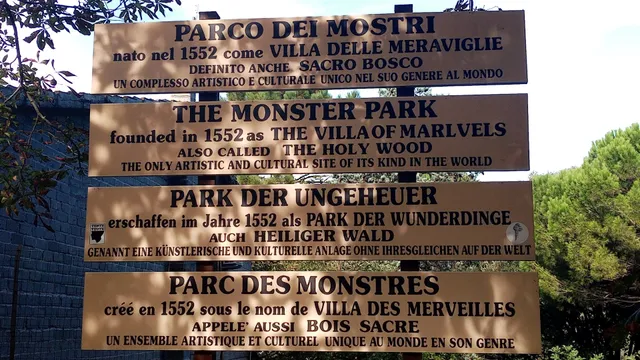 PARCO DEI MOSTRI
nato nel 1552 come VILLA DELLE MERAVIGLIE
DEFINITO ANCHE SACRO BOSCO
UN COMPLESSO ARTISTICO E CULTURALE UNICO NEL SUO GENERE AL MONDO
THE MONSTER PARK
founded in 1552 as THE VILLA OF MARLVELS
ALSO CALLED THE HOLY WOOD
THE ONLY ARTISTIC AND CULTURAL SITE OF ITS KIND IN THE WORLD
PARK DER UNGEHEUER
erschaffen im Jahre 1552 als PARK DER WUNDERDINGE
AUCH HEILIGER WALD
GENANNT EINE KÜNSTLERISCHE UND KULTURELLE ANLAGE OHNE IHRESGLEICHEN AUF DER WELT
PARC DES MONSTRES
créé en 1552 sous le nom de VILLA DES MERVEILLES
APPELÈ AUSSI BOIS SACRE
UN ENSEMBLE ARTISTIQUE ET CULTUREL UNIQUE AU MONDE EN SON GENRE